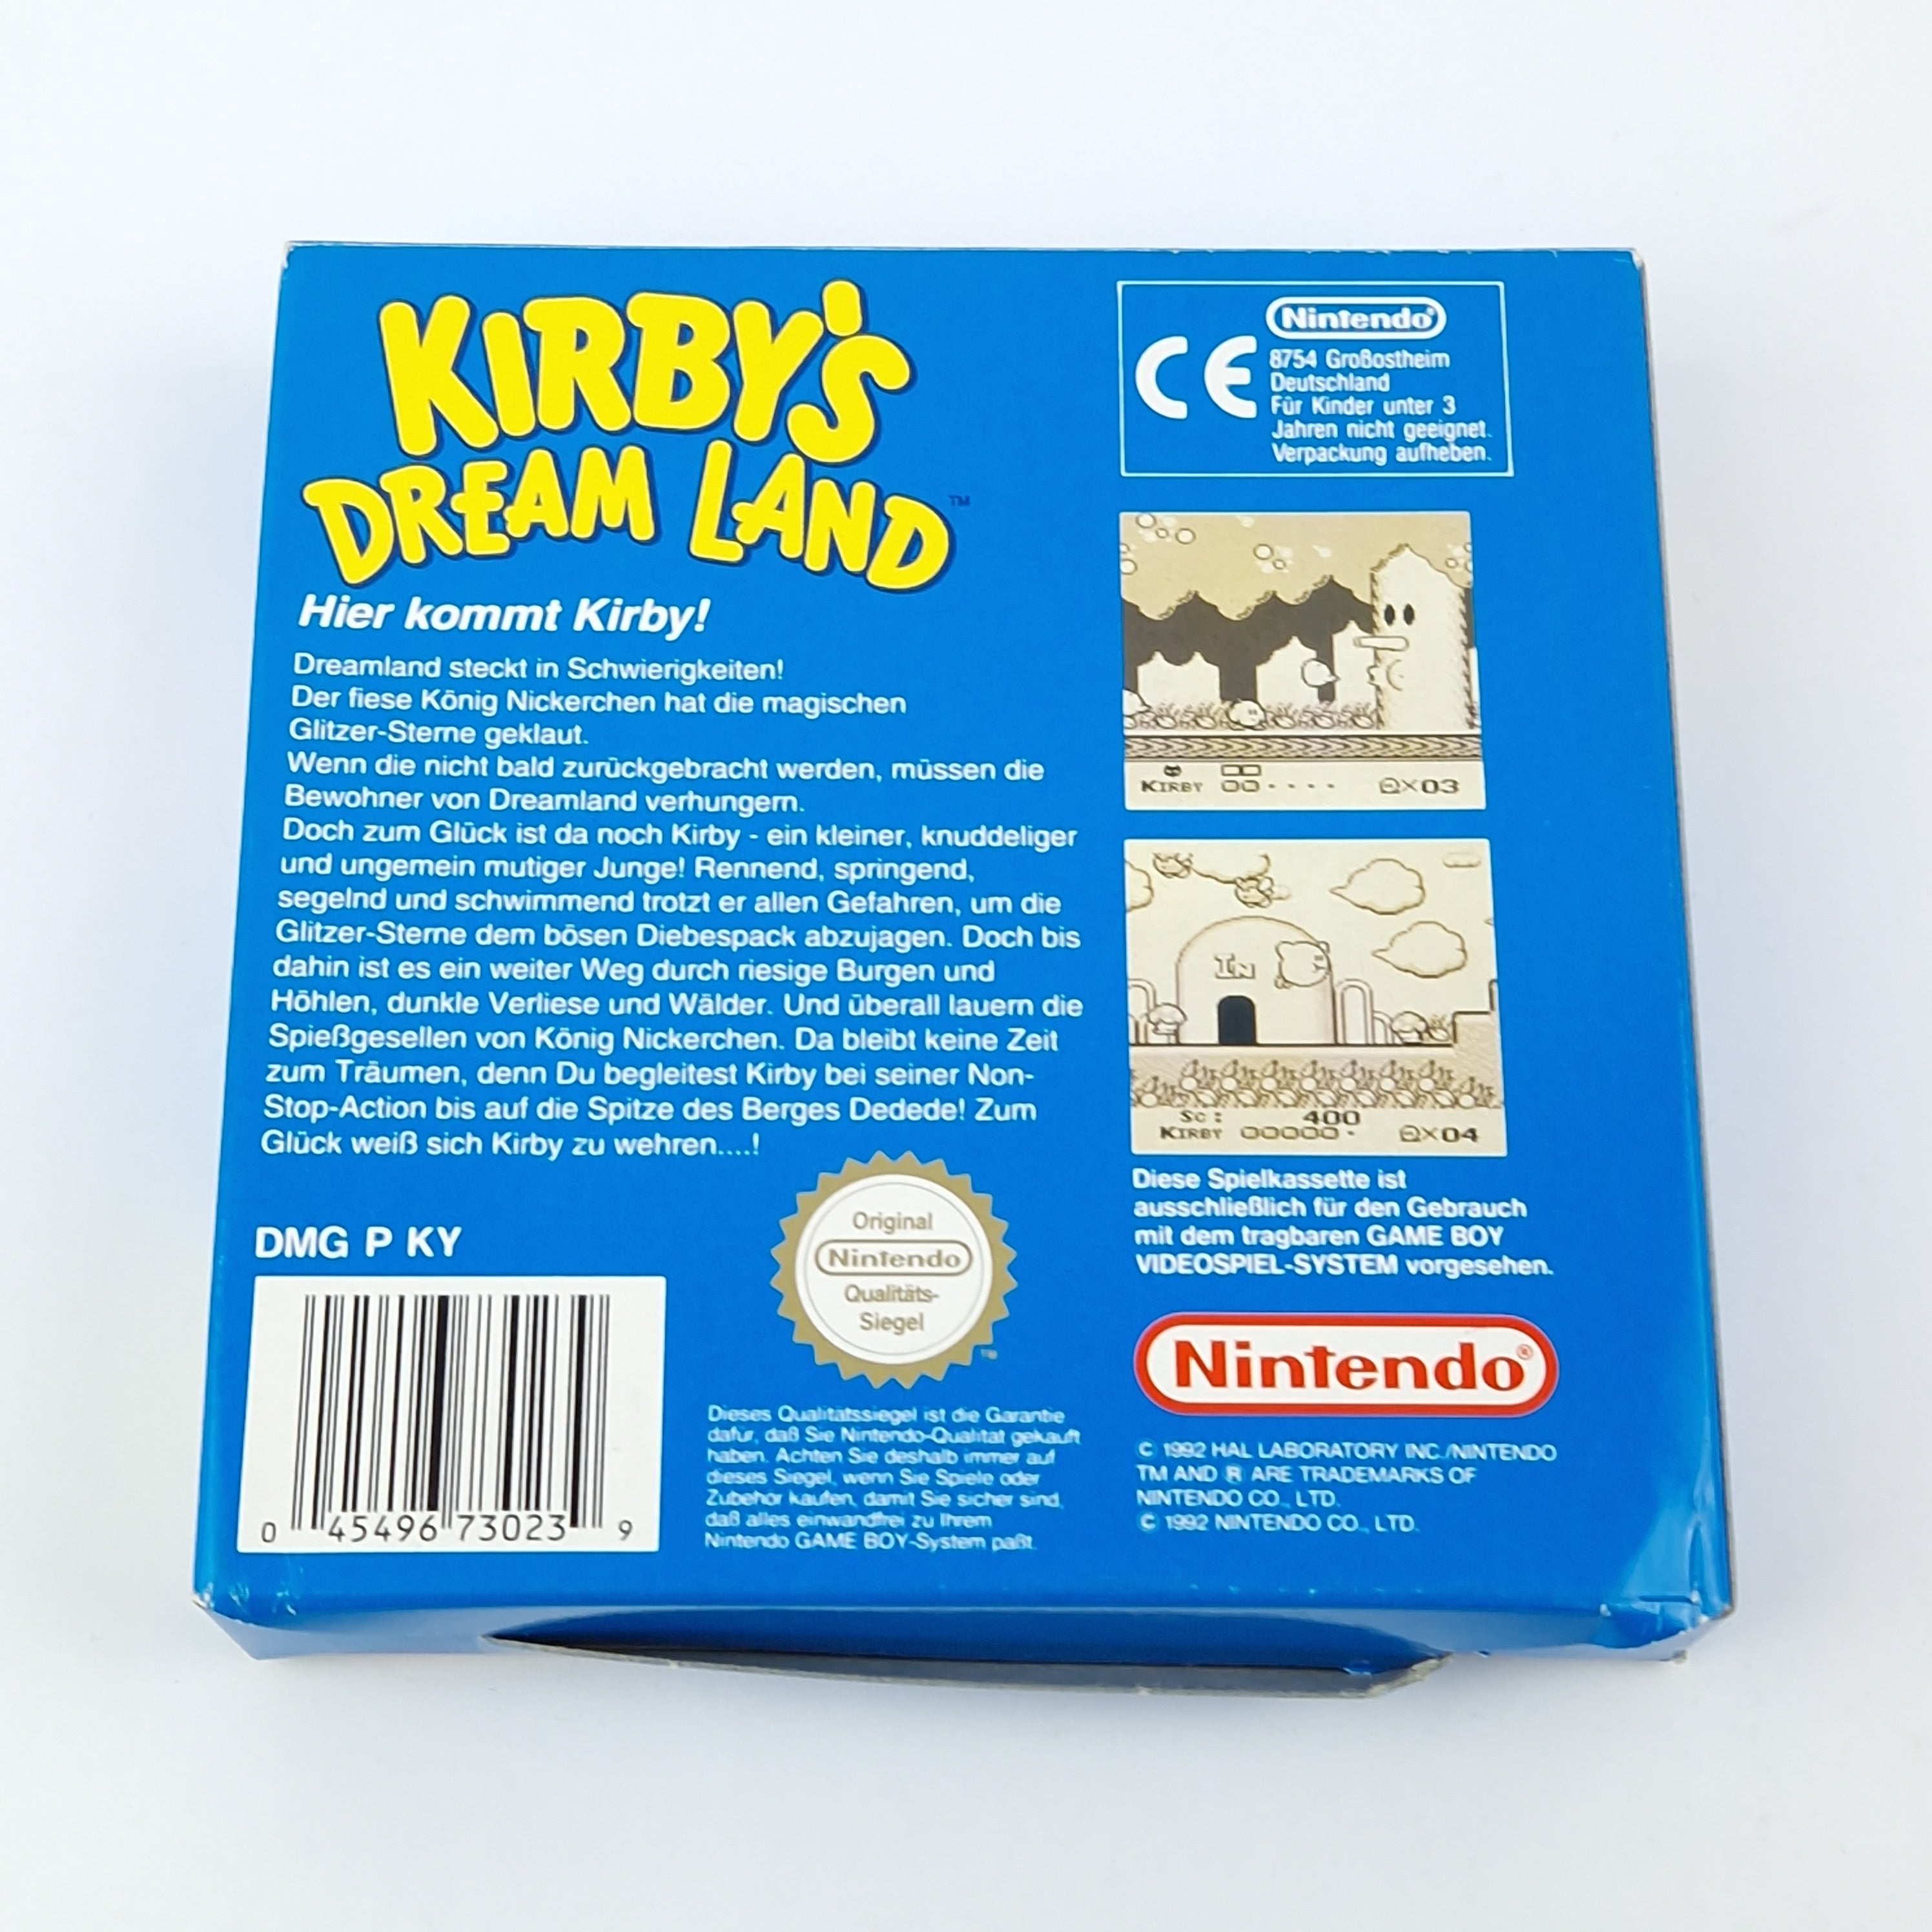 KIRBY'S
DREAM LAND™
Hier kommt Kirby!
Dreamland steckt in Schwierigkeiten!
Der fiese König Nickerchen hat die magischen
Glitzer-Sterne geklaut.
Wenn die nicht bald zurückgebracht werden, müssen die
Bewohner von Dreamland verhungern.
Doch zum Glück ist da noch Kirby - ein kleiner, knuddeliger
und ungemein mutiger Junge! Rennend, springend,
segelnd und schwimmend trotzt er allen Gefahren, um die
Glitzer-Sterne dem bösen Diebespack abzujagen. Doch bis
dahin ist es ein weiter Weg durch riesige Burgen und
Höhlen, dunkle Verliese und Wälder. Und überall lauern die
Spießgesellen von König Nickerchen. Da bleibt keine Zeit
zum Träumen, denn Du begleitest Kirby bei seiner Non-
Stop-Action bis auf die Spitze des Berges Dedede! Zum
Glück weiß sich Kirby zu wehren....!
DMG P KY
0 45496 73023 9
Original
Nintendo
Qualitäts-
Siegel
™
Dieses Qualitätssiegel ist die Garantie
dafür, daß Sie Nintendo-Qualität gekauft
haben. Achten Sie deshalb immer auf
dieses Siegel, wenn Sie Spiele oder
Zubehör kaufen, damit Sie sicher sind,
daß alles einwandfrei zu Ihrem
Nintendo GAME BOY-System paßt.
CE
Nintendo®
8754 Großostheim
Deutschland
Für Kinder unter 3
Jahren nicht geeignet.
Verpackung aufheben.
KIRBY ×03
IN
Sc: 400
KIRBY ×04
Diese Spielkassette ist
ausschließlich für den Gebrauch
mit dem tragbaren GAME BOY
VIDEOSPIEL-SYSTEM vorgesehen.
Nintendo®
© 1992 HAL LABORATORY INC./NINTENDO
TM AND ® ARE TRADEMARKS OF
NINTENDO CO., LTD.
© 1992 NINTENDO CO., LTD.